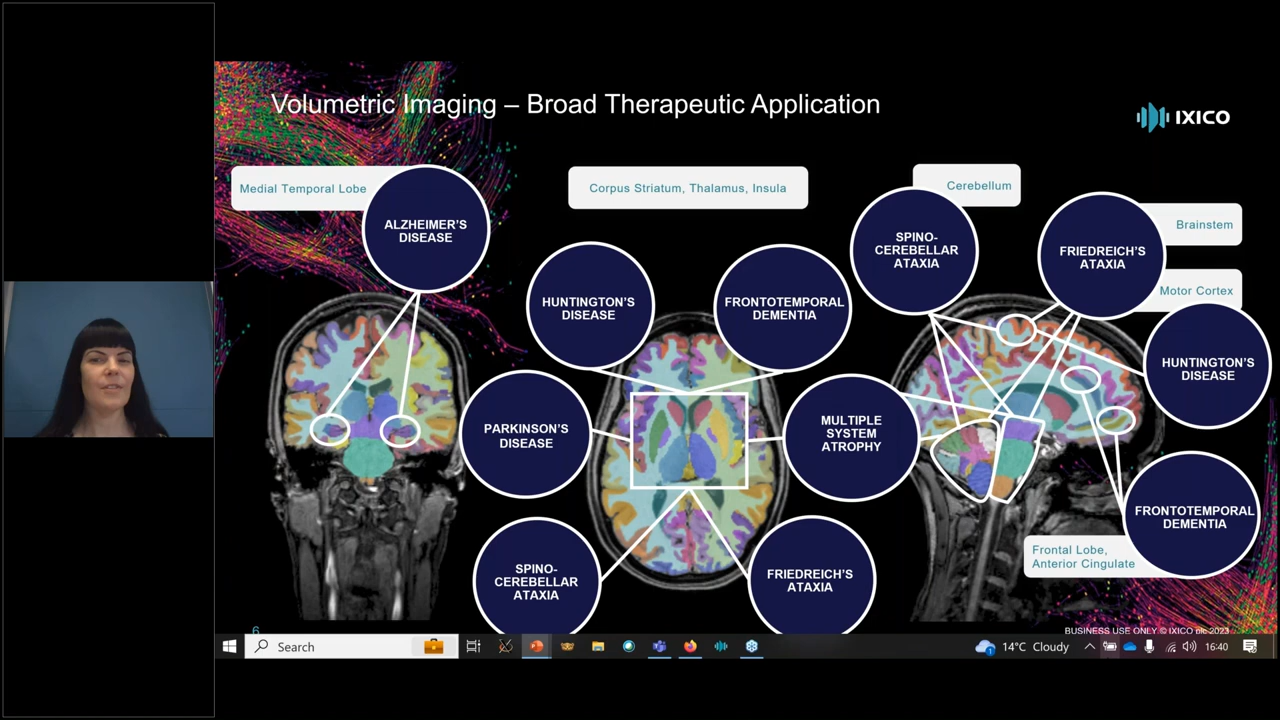 Volumetric Imaging – Broad Therapeutic Application
IXICO
Medial Temporal Lobe
ALZHEIMER'S
DISEASE
Corpus Striatum, Thalamus, Insula
HUNTINGTON'S
DISEASE
FRONTOTEMPORAL
DEMENTIA
PARKINSON'S
DISEASE
MULTIPLE
SYSTEM
ATROPHY
SPINO-
CEREBELLAR
ATAXIA
FRIEDREICH'S
ATAXIA
Cerebellum
SPINO-
CEREBELLAR
ATAXIA
FRIEDREICH'S
ATAXIA
Brainstem
Motor Cortex
HUNTINGTON'S
DISEASE
FRONTOTEMPORAL
DEMENTIA
Frontal Lobe,
Anterior Cingulate
6
BUSINESS USE ONLY © IXICO plc 2023
Search
1
14°C Cloudy
16:40